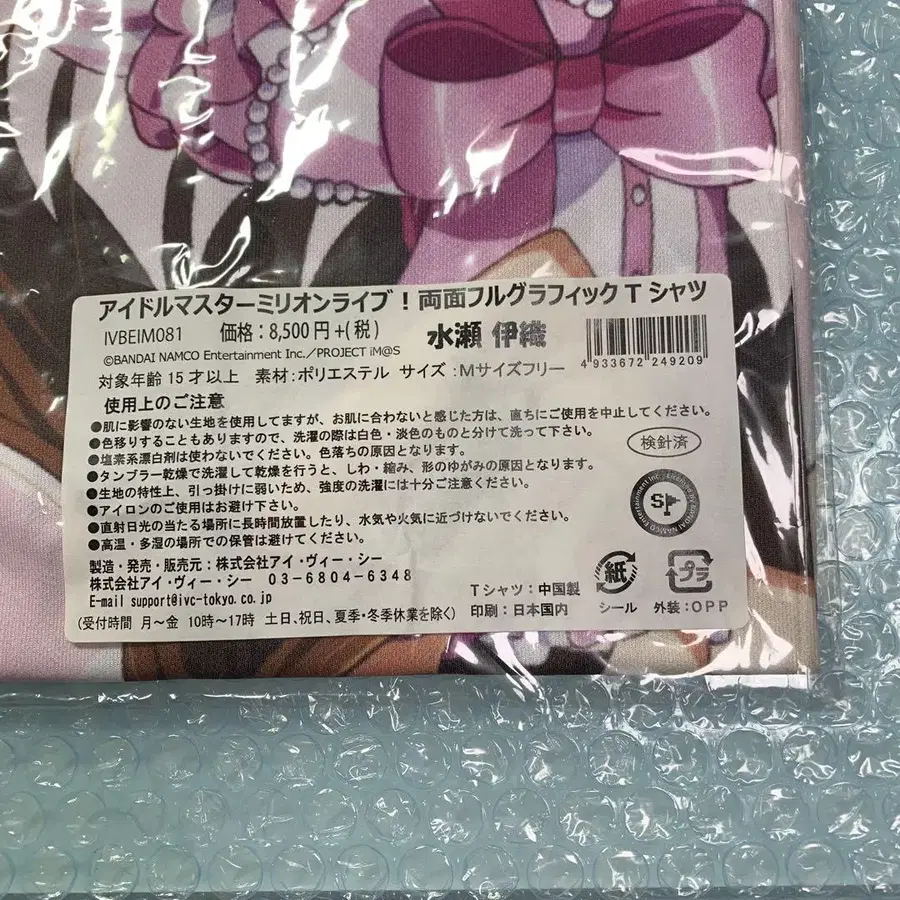 アイドルマスターミリオンライブ！両面フルグラフィックTシャツ
IVBEIM081 価格：8,500円+(税) 水瀬 伊織
©BANDAI NAMCO Entertainment Inc./PROJECT iM@S
4 933672 249209
対象年齢15才以上 素材：ポリエステル サイズ：Mサイズフリー
使用上のご注意
●肌に影響のない生地を使用してますが、お肌に合わないと感じた方は、直ちにご使用を中止してください。
●色移りすることもありますので、洗濯の際は白色・淡色のものと分けて洗って下さい。
●塩素系漂白剤は使わないでください。色落ちの原因となります。
●タンブラー乾燥で洗濯して乾燥を行うと、しわ・縮み、形のゆがみの原因となります。
●生地の特性上、引っ掛けに弱いため、強度の洗濯には十分ご注意ください。
●アイロンのご使用はお避け下さい。
●直射日光の当たる場所に長時間放置したり、水気や火気に近づけないでください。
●高温・多湿の場所での保管は避けてください。
検針済
Licensed by BANDAI NAMCO Entertainment Inc.
S
製造・発売・販売元：株式会社アイ・ヴィー・シー
株式会社アイ・ヴィー・シー 03-6804-6348
E-mail support@ivc-tokyo.co.jp
(受付時間 月～金 10時～17時 土日、祝日、夏季・冬季休業を除く)
Tシャツ：中国製
印刷：日本国内
紙
シール
プラ
外装：OPP